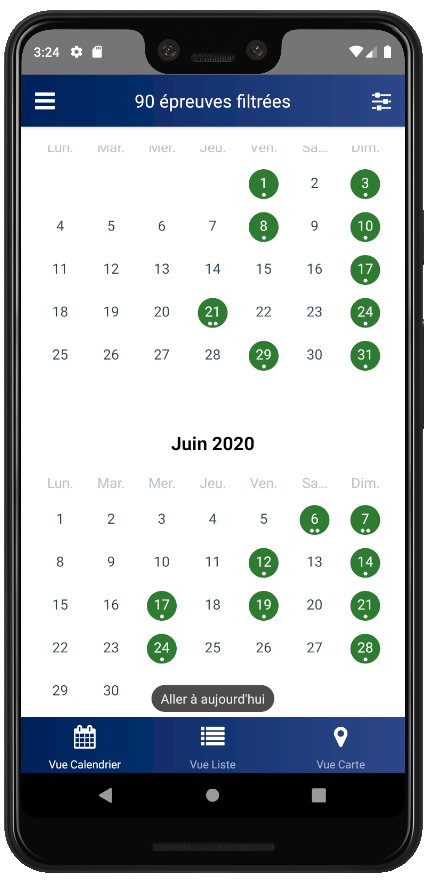 3:24
90 épreuves filtrées
Lun. Mar. Mer. Jeu. Ven. Sa... Dim.
1 2 3
4 5 6 7 8 9 10
11 12 13 14 15 16 17
18 19 20 21 22 23 24
25 26 27 28 29 30 31
Juin 2020
Lun. Mar. Mer. Jeu. Ven. Sa... Dim.
1 2 3 4 5 6 7
8 9 10 11 12 13 14
15 16 17 18 19 20 21
22 23 24 25 26 27 28
29 30
Aller à aujourd'hui
Vue Calendrier Vue Liste Vue Carte